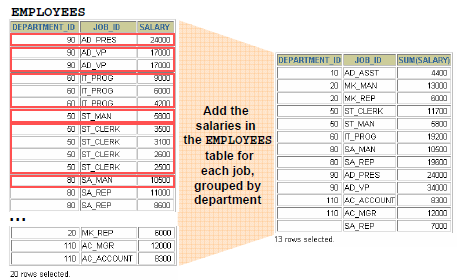 EMPLOYEES
DEPARTMENT_ID JOB_ID SALARY
90 AD_PRES 24000
90 AD_VP 17000
90 AD_VP 17000
60 IT_PROG 9000
60 IT_PROG 6000
60 IT_PROG 4200
50 ST_MAN 5800
50 ST_CLERK 3500
50 ST_CLERK 3100
50 ST_CLERK 2600
50 ST_CLERK 2500
80 SA_MAN 10500
80 SA_REP 11000
80 SA_REP 8600
...
20 MK_REP 6000
110 AC_MGR 12000
110 AC_ACCOUNT 8300
20 rows selected.
Add the
salaries in
the EMPLOYEES
table for
each job,
grouped by
department
DEPARTMENT_ID JOB_ID SUM(SALARY)
10 AD_ASST 4400
20 MK_MAN 13000
20 MK_REP 6000
50 ST_CLERK 11700
50 ST_MAN 5800
60 IT_PROG 19200
80 SA_MAN 10500
80 SA_REP 19600
90 AD_PRES 24000
90 AD_VP 34000
110 AC_ACCOUNT 8300
110 AC_MGR 12000
SA_REP 7000
13 rows selected.